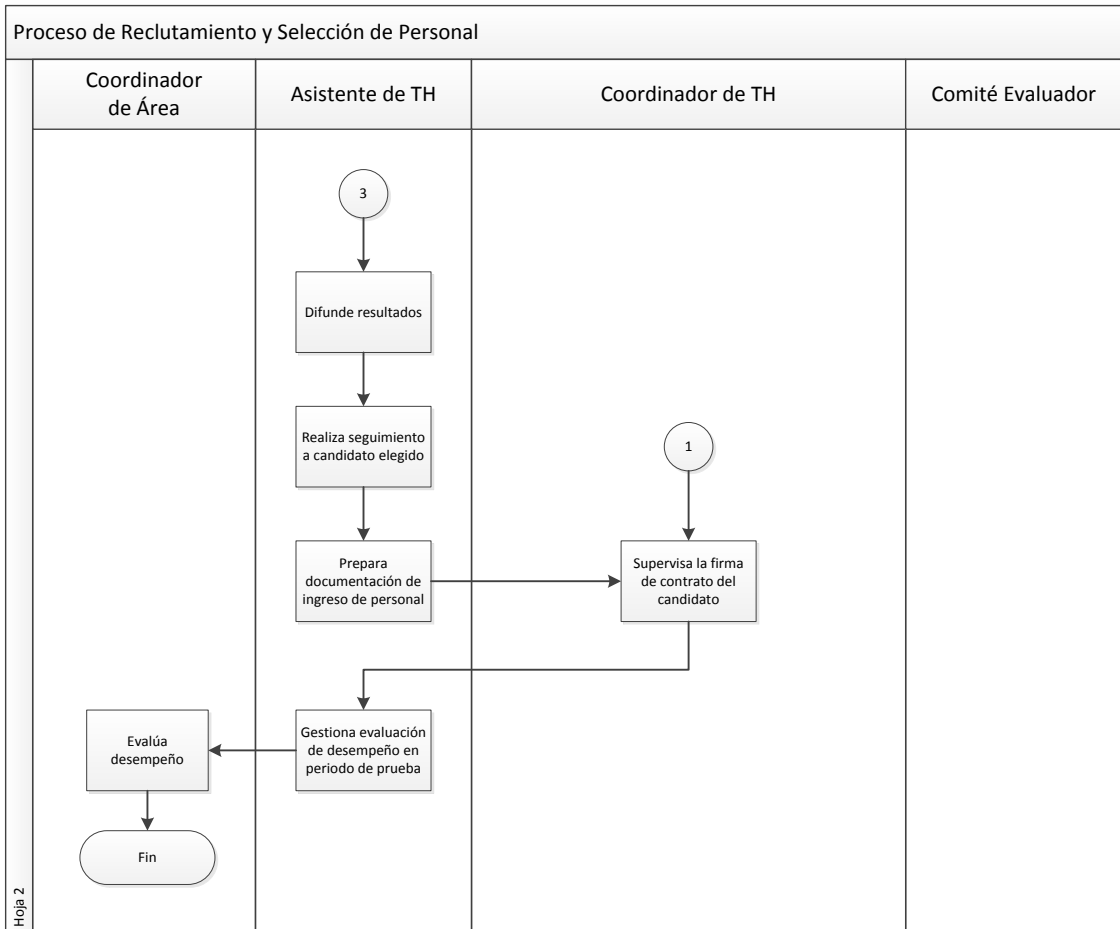 Proceso de Reclutamiento y Selección de Personal
Coordinador
de Área
Asistente de TH
Coordinador de TH
Comité Evaluador
3
Difunde resultados
Realiza seguimiento
a candidato elegido
1
Prepara
documentación de
ingreso de personal
Supervisa la firma
de contrato del
candidato
Gestiona evaluación
de desempeño en
periodo de prueba
Evalúa
desempeño
Fin
Hoja 2